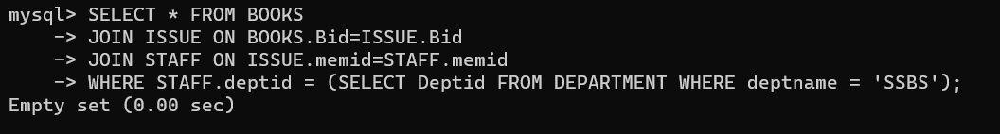 mysql> SELECT * FROM BOOKS
    -> JOIN ISSUE ON BOOKS.Bid=ISSUE.Bid
    -> JOIN STAFF ON ISSUE.memid=STAFF.memid
    -> WHERE STAFF.deptid = (SELECT Deptid FROM DEPARTMENT WHERE deptname = 'SSBS');
Empty set (0.00 sec)